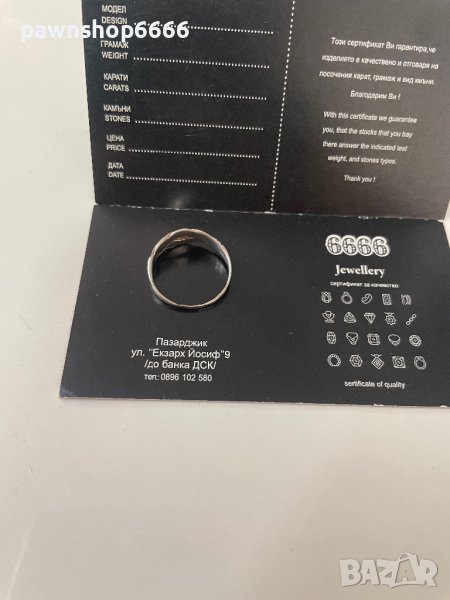 pawnshop6666
МОДЕЛ
DESIGN
ГРАМАЖ
WEIGHT
КАРАТИ
CARATS
КАМЪНИ
STONES
ЦЕНА
PRICE
ДАТА
DATE
Този сертификат Ви гарантира,че
изделието е качествено и отговаря на
посочения карат, грамаж и вид камъни.
Благодарим Ви !
With this certificate we guarantee
you, that the stocks that you bay
there answer the indicated test
weight, and stones types.
Thank you !
6666
Jewellery
сертификат за качество
certificate of quality
Пазарджик
ул. "Екзарх Йосиф"9
/до банка ДСК/
тел.: 0896 102 580
BAZAR